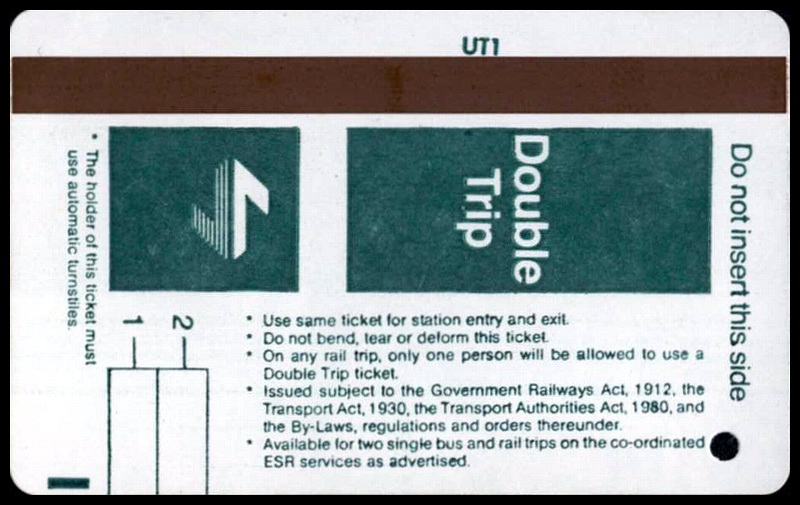 UT1
Double
Trip
Do not insert this side
* The holder of this ticket must
use automatic turnstiles.
2
1
* Use same ticket for station entry and exit.
* Do not bend, tear or deform this ticket.
* On any rail trip, only one person will be allowed to use a
Double Trip ticket.
* Issued subject to the Government Railways Act, 1912, the
Transport Act, 1930, the Transport Authorities Act, 1980, and
the By-Laws, regulations and orders thereunder.
* Available for two single bus and rail trips on the co-ordinated
ESR services as advertised.